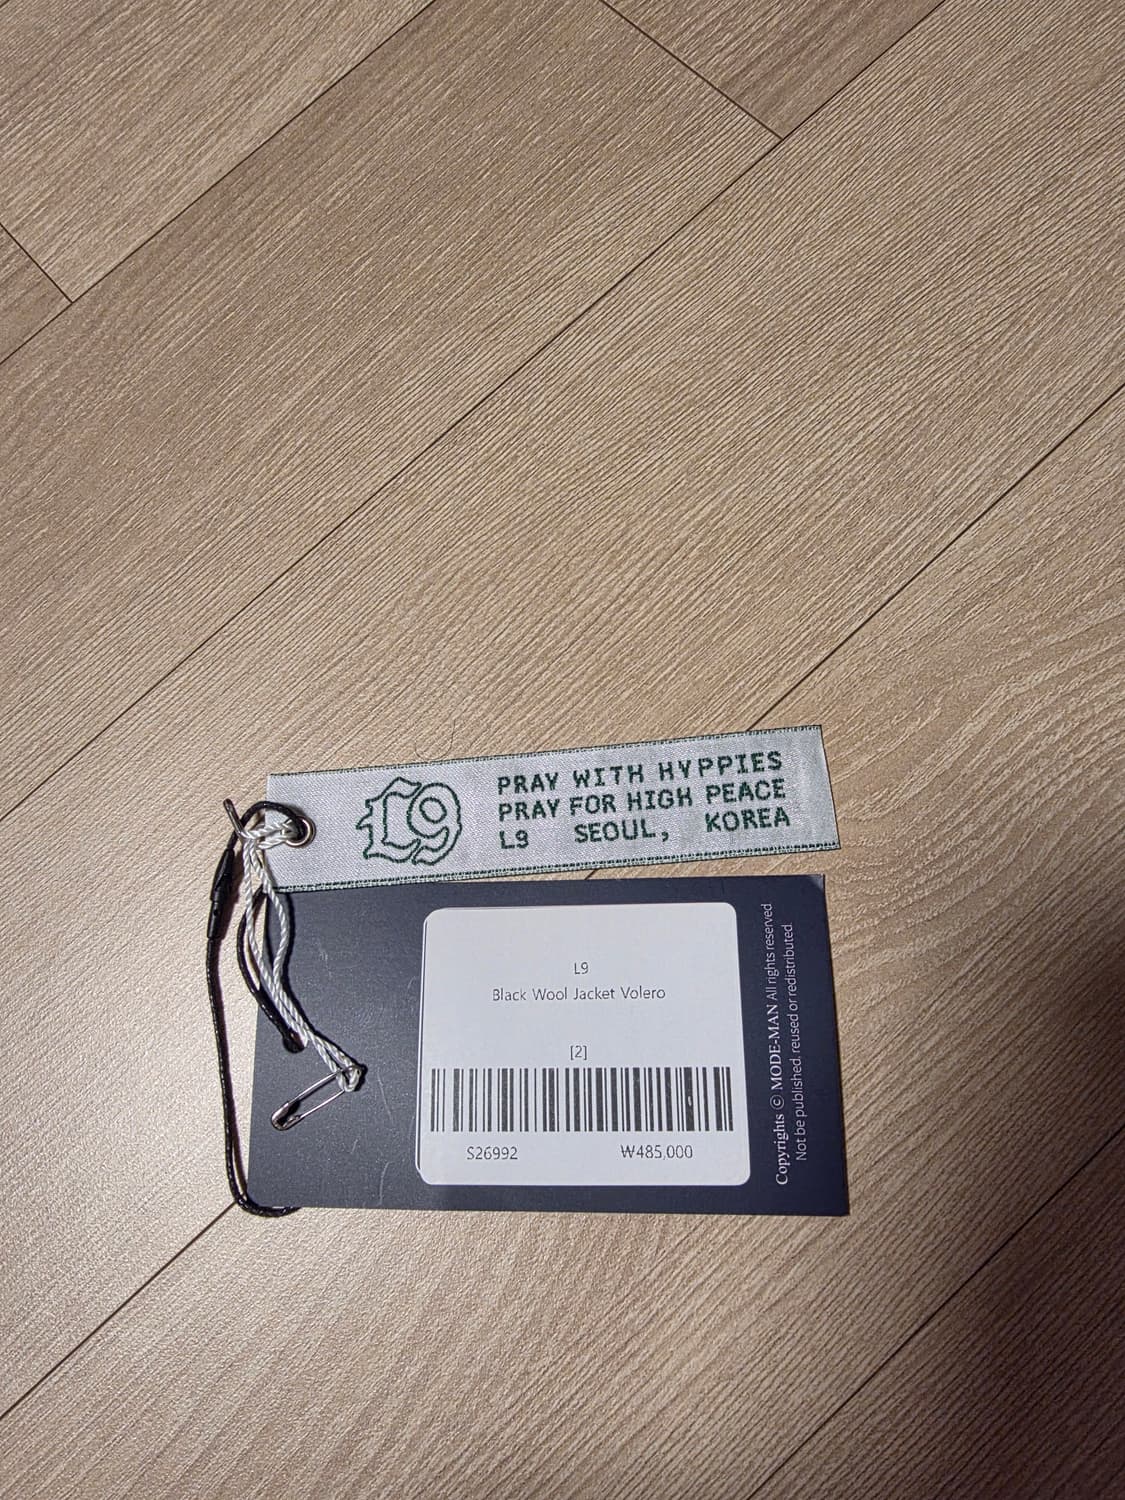 L9
PRAY WITH HYPPIES
PRAY FOR HIGH PEACE
L9 SEOUL, KOREA
L9
Black Wool Jacket Volero
[2]
S26992 ₩485,000
Copyrights © MODE-MAN All rights reserved
Not be published, reused or redistributed.